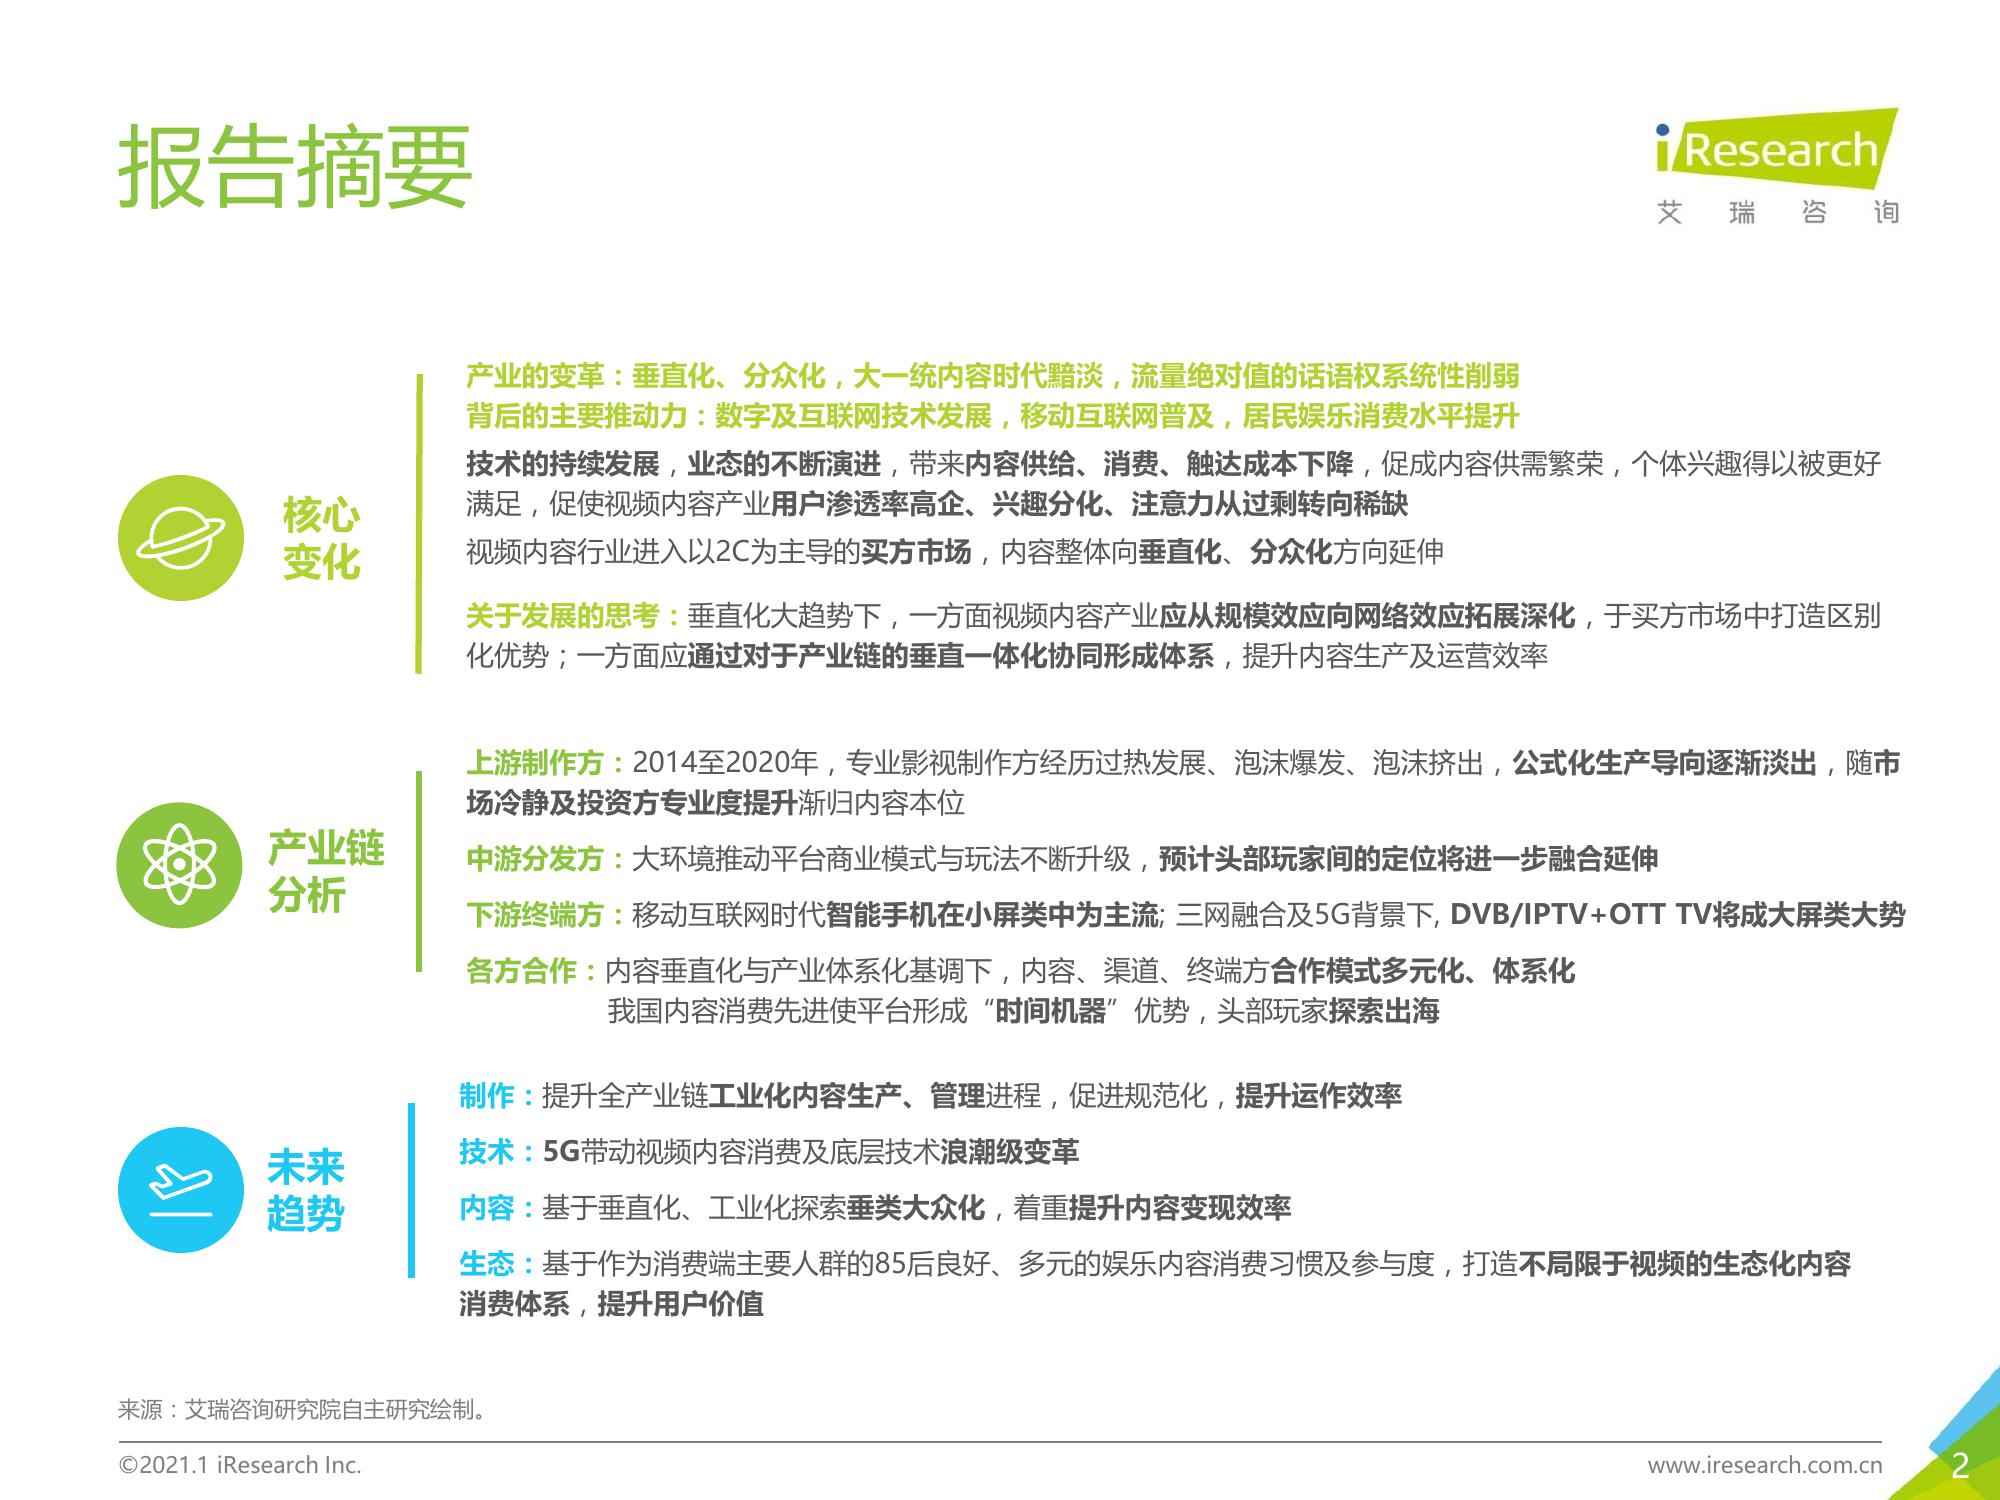 报告摘要
iResearch
艾瑞咨询
产业的变革：垂直化、分众化，大一统内容时代黯淡，流量绝对值的话语权系统性削弱
背后的主要推动力：数字及互联网技术发展，移动互联网普及，居民娱乐消费水平提升
技术的持续发展，业态的不断演进，带来内容供给、消费、触达成本下降，促成内容供需繁荣，个体兴趣得以被更好
满足，促使视频内容产业用户渗透率高企、兴趣分化、注意力从过剩转向稀缺
视频内容行业进入以2C为主导的买方市场，内容整体向垂直化、分众化方向延伸
核心
变化
关于发展的思考：垂直化大趋势下，一方面视频内容产业应从规模效应向网络效应拓展深化，于买方市场中打造区别
化优势；一方面应通过对于产业链的垂直一体化协同形成体系，提升内容生产及运营效率
上游制作方：2014至2020年，专业影视制作方经历过热发展、泡沫爆发、泡沫挤出，公式化生产导向逐渐淡出，随市
场冷静及投资方专业度提升渐归内容本位
中游分发方：大环境推动平台商业模式与玩法不断升级，预计头部玩家间的定位将进一步融合延伸
产业链
分析
下游终端方：移动互联网时代智能手机在小屏类中为主流; 三网融合及5G背景下, DVB/IPTV+OTT TV将成大屏类大势
各方合作：内容垂直化与产业体系化基调下，内容、渠道、终端方合作模式多元化、体系化
我国内容消费先进使平台形成“时间机器”优势，头部玩家探索出海
制作：提升全产业链工业化内容生产、管理进程，促进规范化，提升运作效率
技术：5G带动视频内容消费及底层技术浪潮级变革
未来
趋势
内容：基于垂直化、工业化探索垂类大众化，着重提升内容变现效率
生态：基于作为消费端主要人群的85后良好、多元的娱乐内容消费习惯及参与度，打造不局限于视频的生态化内容
消费体系，提升用户价值
来源：艾瑞咨询研究院自主研究绘制。
©2021.1 iResearch Inc.
www.iresearch.com.cn
2